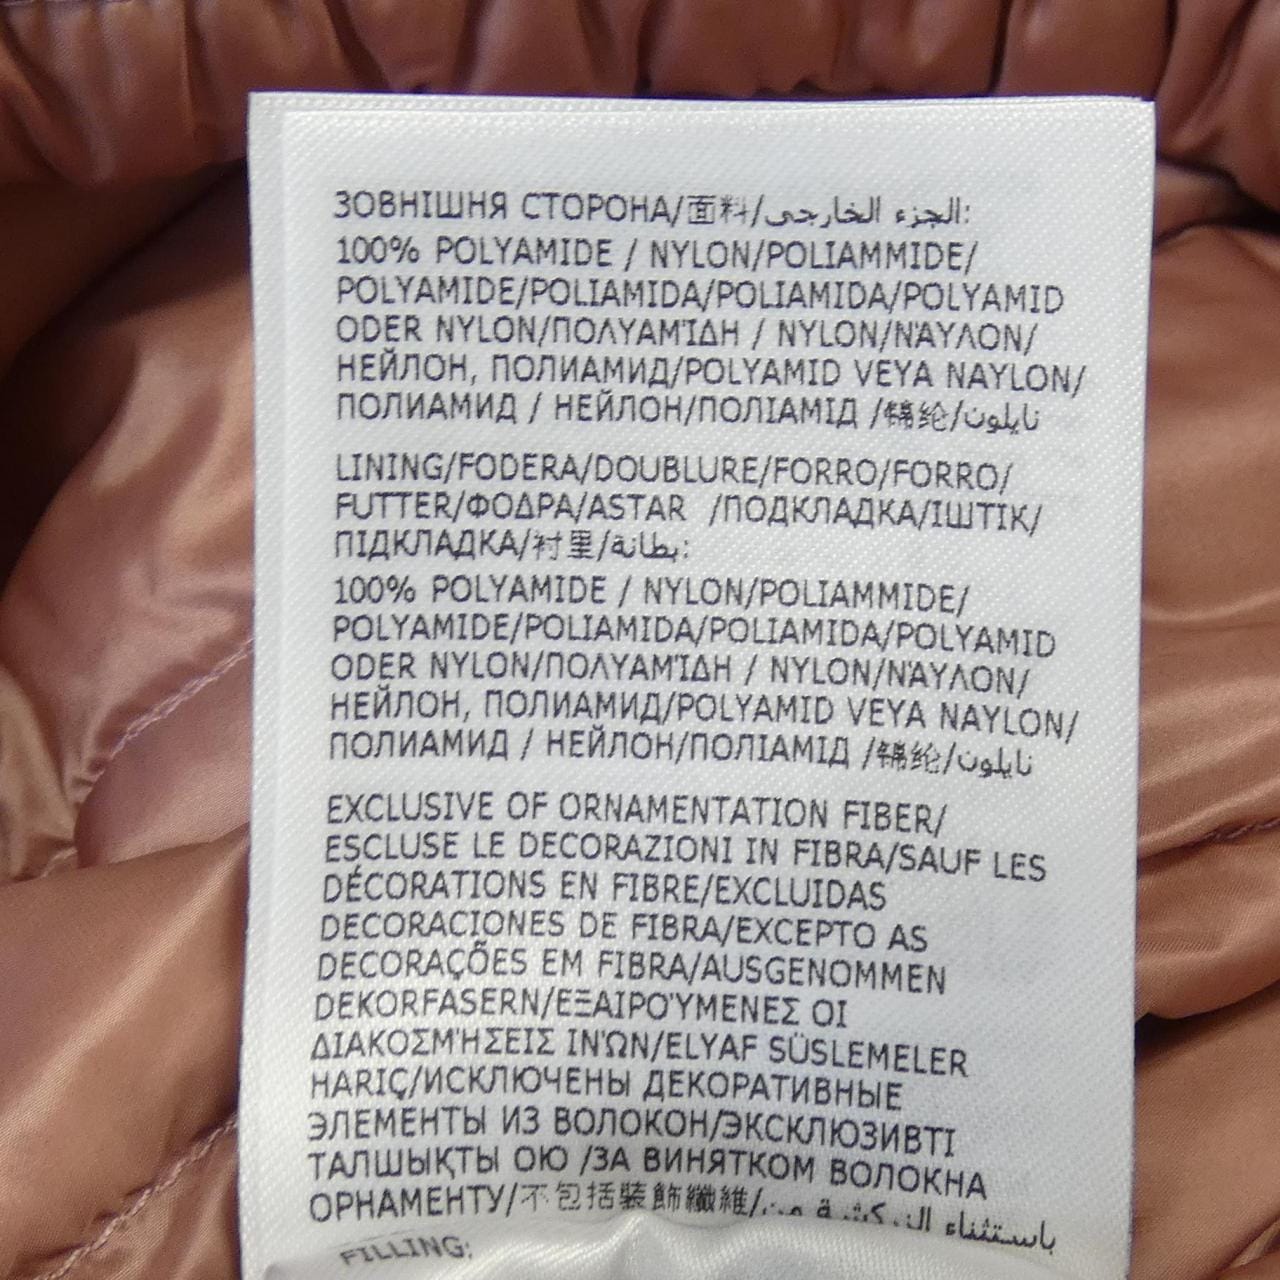 ЗОВНІШНЯ СТОРОНА/面料/الجزء الخارجى:
100% POLYAMIDE / NYLON/POLIAMMIDE/
POLYAMIDE/POLIAMIDA/POLIAMIDA/POLYAMID
ODER NYLON/ΠΟΛΥΑΜΊΔΗ / NYLON/ΝΆΥΛΟΝ/
НЕЙЛОН, ПОЛИАМИД/POLYAMID VEYA NAYLON/
ПОЛИАМИД / НЕЙЛОН/ПОЛІАМІД /锦纶/نايلون
LINING/FODERA/DOUBLURE/FORRO/FORRO/
FUTTER/ΦΟΔΡΑ/ASTAR /ПОДКЛАДКА/ІШТІК/
ПІДКЛАДКА/衬里/بطانة:
100% POLYAMIDE / NYLON/POLIAMMIDE/
POLYAMIDE/POLIAMIDA/POLIAMIDA/POLYAMID
ODER NYLON/ΠΟΛΥΑΜΊΔΗ / NYLON/ΝΆΥΛΟΝ/
НЕЙЛОН, ПОЛИАМИД/POLYAMID VEYA NAYLON/
ПОЛИАМИД / НЕЙЛОН/ПОЛІАМІД /锦纶/نايلون
EXCLUSIVE OF ORNAMENTATION FIBER/
ESCLUSE LE DECORAZIONI IN FIBRA/SAUF LES
DÉCORATIONS EN FIBRE/EXCLUIDAS
DECORACIONES DE FIBRA/EXCEPTO AS
DECORAÇÕES EM FIBRA/AUSGENOMMEN
DEKORFASERN/ΕΞΑΙΡΟΎΜΕΝΕΣ ΟΙ
ΔΙΑΚΟΣΜΉΣΕΙΣ ΙΝΏΝ/ELYAF SÜSLEMELER
HARIÇ/ИСКЛЮЧЕНЫ ДЕКОРАТИВНЫЕ
ЭЛЕМЕНТЫ ИЗ ВОЛОКОН/ЭКСКЛЮЗИВТІ
ТАЛШЫҚТЫ ОЮ /ЗА ВИНЯТКОМ ВОЛОКНА
ОРНАМЕНТУ/不包括裝飾纖維/باستثناء
FILLING: